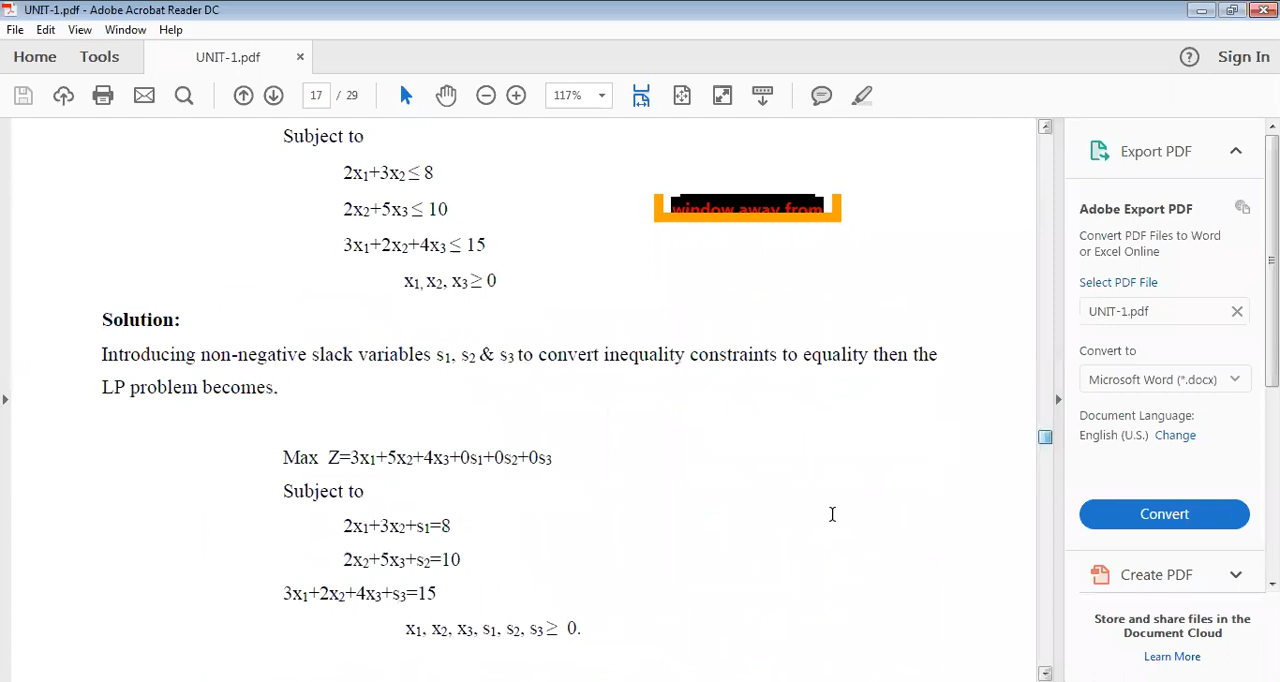 UNIT-1.pdf - Adobe Acrobat Reader DC
File Edit View Window Help
Home Tools UNIT-1.pdf × Sign In
17 / 29 117%
Subject to
2x₁+3x₂ ≤ 8
2x₂+5x₃ ≤ 10
window away from
3x₁+2x₂+4x₃ ≤ 15
x₁, x₂, x₃ ≥ 0
Solution:
Introducing non-negative slack variables s₁, s₂ & s₃ to convert inequality constraints to equality then the
LP problem becomes.
Max Z=3x₁+5x₂+4x₃+0s₁+0s₂+0s₃
Subject to
2x₁+3x₂+s₁=8
2x₂+5x₃+s₂=10
3x₁+2x₂+4x₃+s₃=15
x₁, x₂, x₃, s₁, s₂, s₃ ≥ 0.
Export PDF
Adobe Export PDF
Convert PDF Files to Word
or Excel Online
Select PDF File
UNIT-1.pdf
Convert to
Microsoft Word (*.docx)
Document Language:
English (U.S.) Change
Convert
Create PDF
Store and share files in the
Document Cloud
Learn More